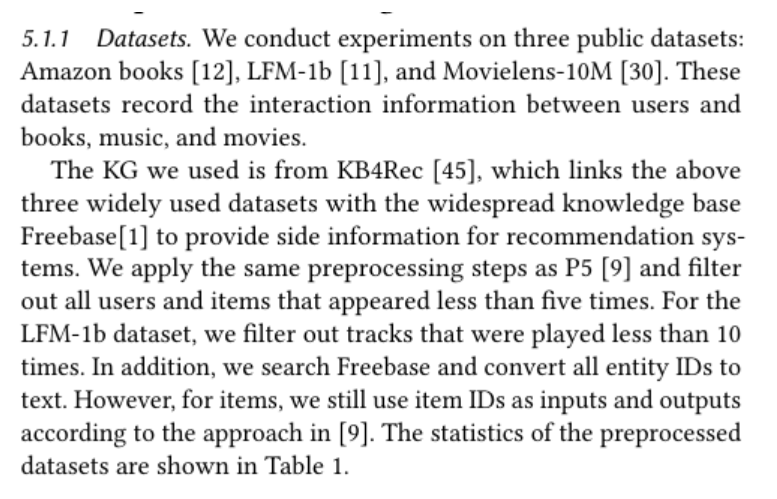 5.1.1 Datasets. We conduct experiments on three public datasets:
Amazon books [12], LFM-1b [11], and Movielens-10M [30]. These
datasets record the interaction information between users and
books, music, and movies.
The KG we used is from KB4Rec [45], which links the above
three widely used datasets with the widespread knowledge base
Freebase[1] to provide side information for recommendation sys-
tems. We apply the same preprocessing steps as P5 [9] and filter
out all users and items that appeared less than five times. For the
LFM-1b dataset, we filter out tracks that were played less than 10
times. In addition, we search Freebase and convert all entity IDs to
text. However, for items, we still use item IDs as inputs and outputs
according to the approach in [9]. The statistics of the preprocessed
datasets are shown in Table 1.